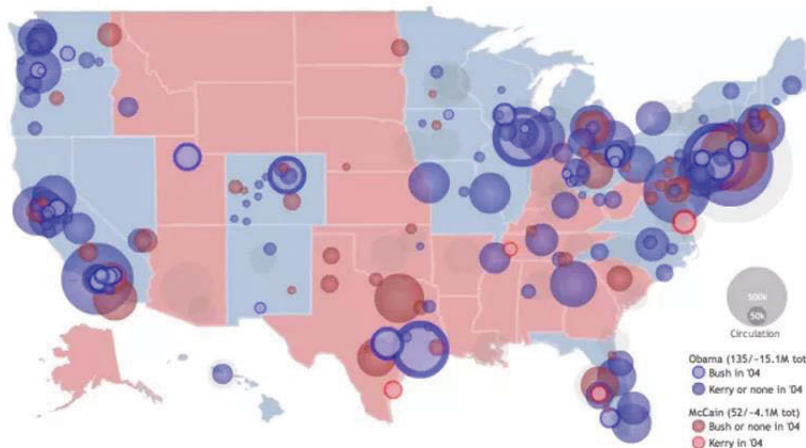 500k
50k
Circulation
Obama (135/~15.1M tot
Bush in '04
Kerry or none in '04
McCain (52/~4.1M tot)
Bush or none in '04
Kerry in '04